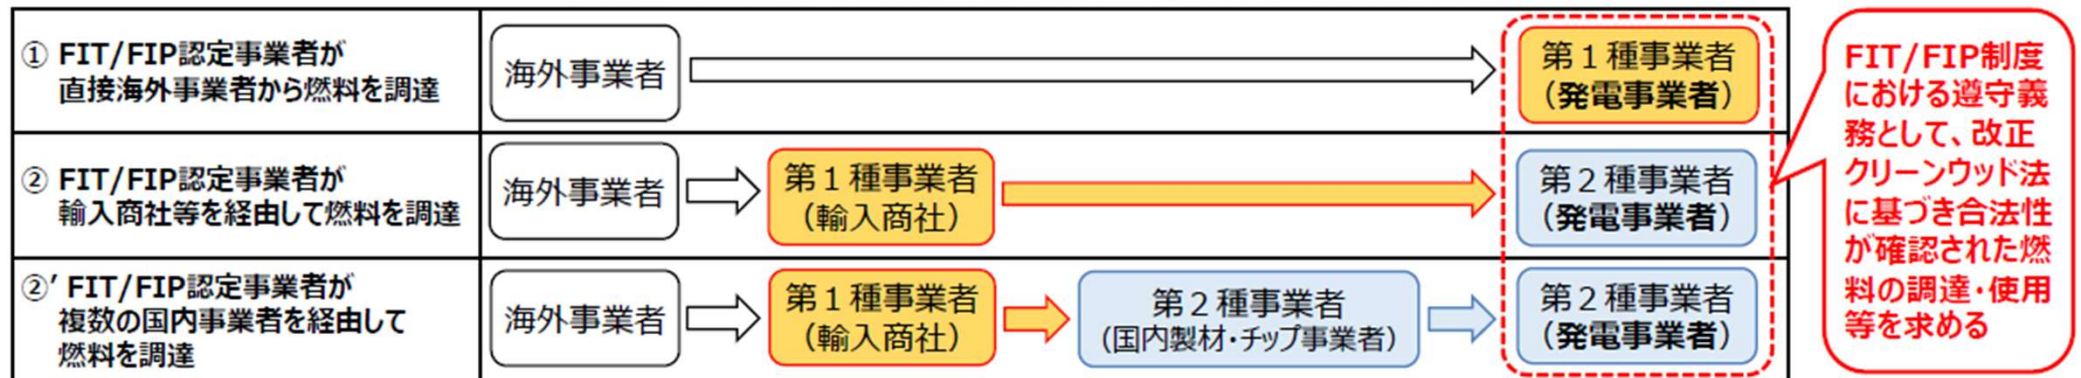 ① FIT/FIP認定事業者が
直接海外事業者から燃料を調達
海外事業者
第1種事業者
（発電事業者）
② FIT/FIP認定事業者が
輸入商社等を経由して燃料を調達
海外事業者
第1種事業者
（輸入商社）
第2種事業者
（発電事業者）
②’ FIT/FIP認定事業者が
複数の国内事業者を経由して
燃料を調達
海外事業者
第1種事業者
（輸入商社）
第2種事業者
（国内製材・チップ事業者）
第2種事業者
（発電事業者）
FIT/FIP制度
における遵守義
務として、改正
クリーンウッド法
に基づき合法性
が確認された燃
料の調達・使用
等を求める